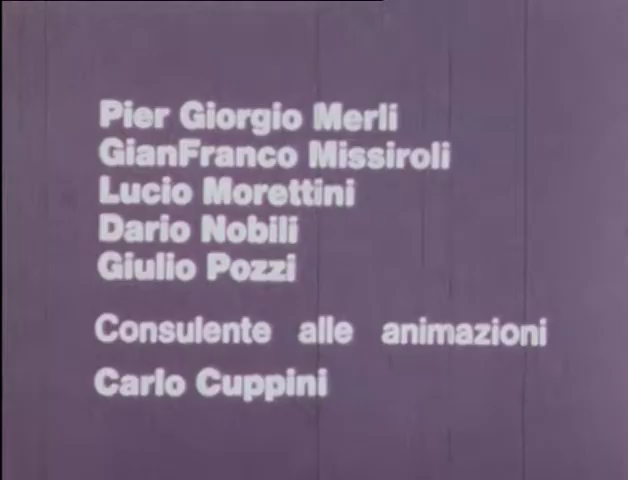 Pier Giorgio Merli
GianFranco Missiroli
Lucio Morettini
Dario Nobili
Giulio Pozzi
Consulente alle animazioni
Carlo Cuppini